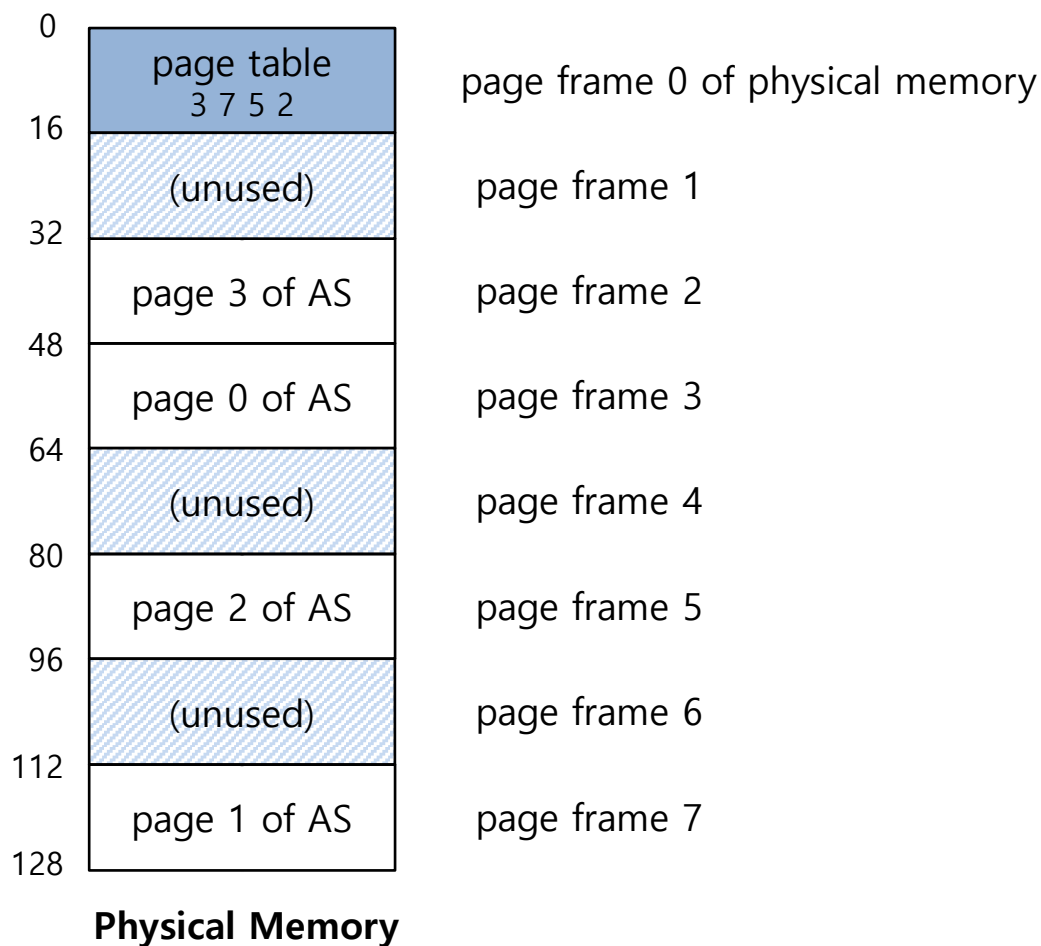 0
page table
3 7 5 2
page frame 0 of physical memory
16
(unused)
page frame 1
32
page 3 of AS
page frame 2
48
page 0 of AS
page frame 3
64
(unused)
page frame 4
80
page 2 of AS
page frame 5
96
(unused)
page frame 6
112
page 1 of AS
page frame 7
128
Physical Memory